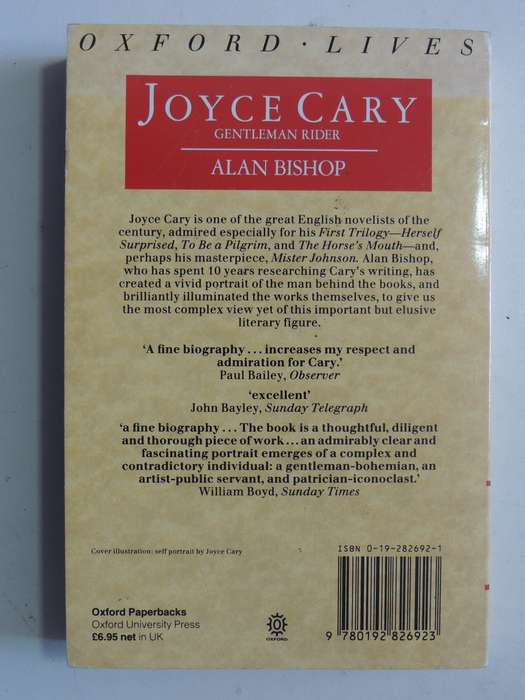 OXFORD · LIVES
JOYCE CARY
GENTLEMAN RIDER
ALAN BISHOP
Joyce Cary is one of the great English novelists of the
century, admired especially for his First Trilogy—Herself
Surprised, To Be a Pilgrim, and The Horse's Mouth—and,
perhaps his masterpiece, Mister Johnson. Alan Bishop,
who has spent 10 years researching Cary's writing, has
created a vivid portrait of the man behind the books, and
brilliantly illuminated the works themselves, to give us
the most complex view yet of this important but elusive
literary figure.
‘A fine biography ... increases my respect and
admiration for Cary.’
Paul Bailey, Observer
‘excellent’
John Bayley, Sunday Telegraph
‘a fine biography ... The book is a thoughtful, diligent
and thorough piece of work ... an admirably clear and
fascinating portrait emerges of a complex and
contradictory individual: a gentleman-bohemian, an
artist-public servant, and patrician-iconoclast.’
William Boyd, Sunday Times
Cover illustration: self portrait by Joyce Cary
ISBN 0-19-282692-1
Oxford Paperbacks
Oxford University Press
£6.95 net in UK
OXFORD
9 780192 826923